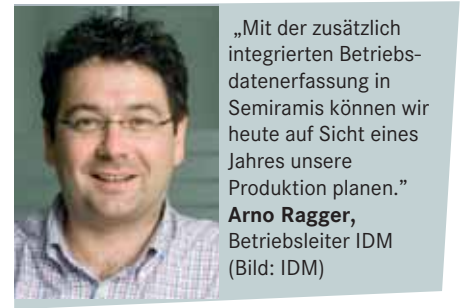 „Mit der zusätzlich
integrierten Betriebs-
datenerfassung in
Semiramis können wir
heute auf Sicht eines
Jahres unsere
Produktion planen.”
Arno Ragger,
Betriebsleiter IDM
(Bild: IDM)